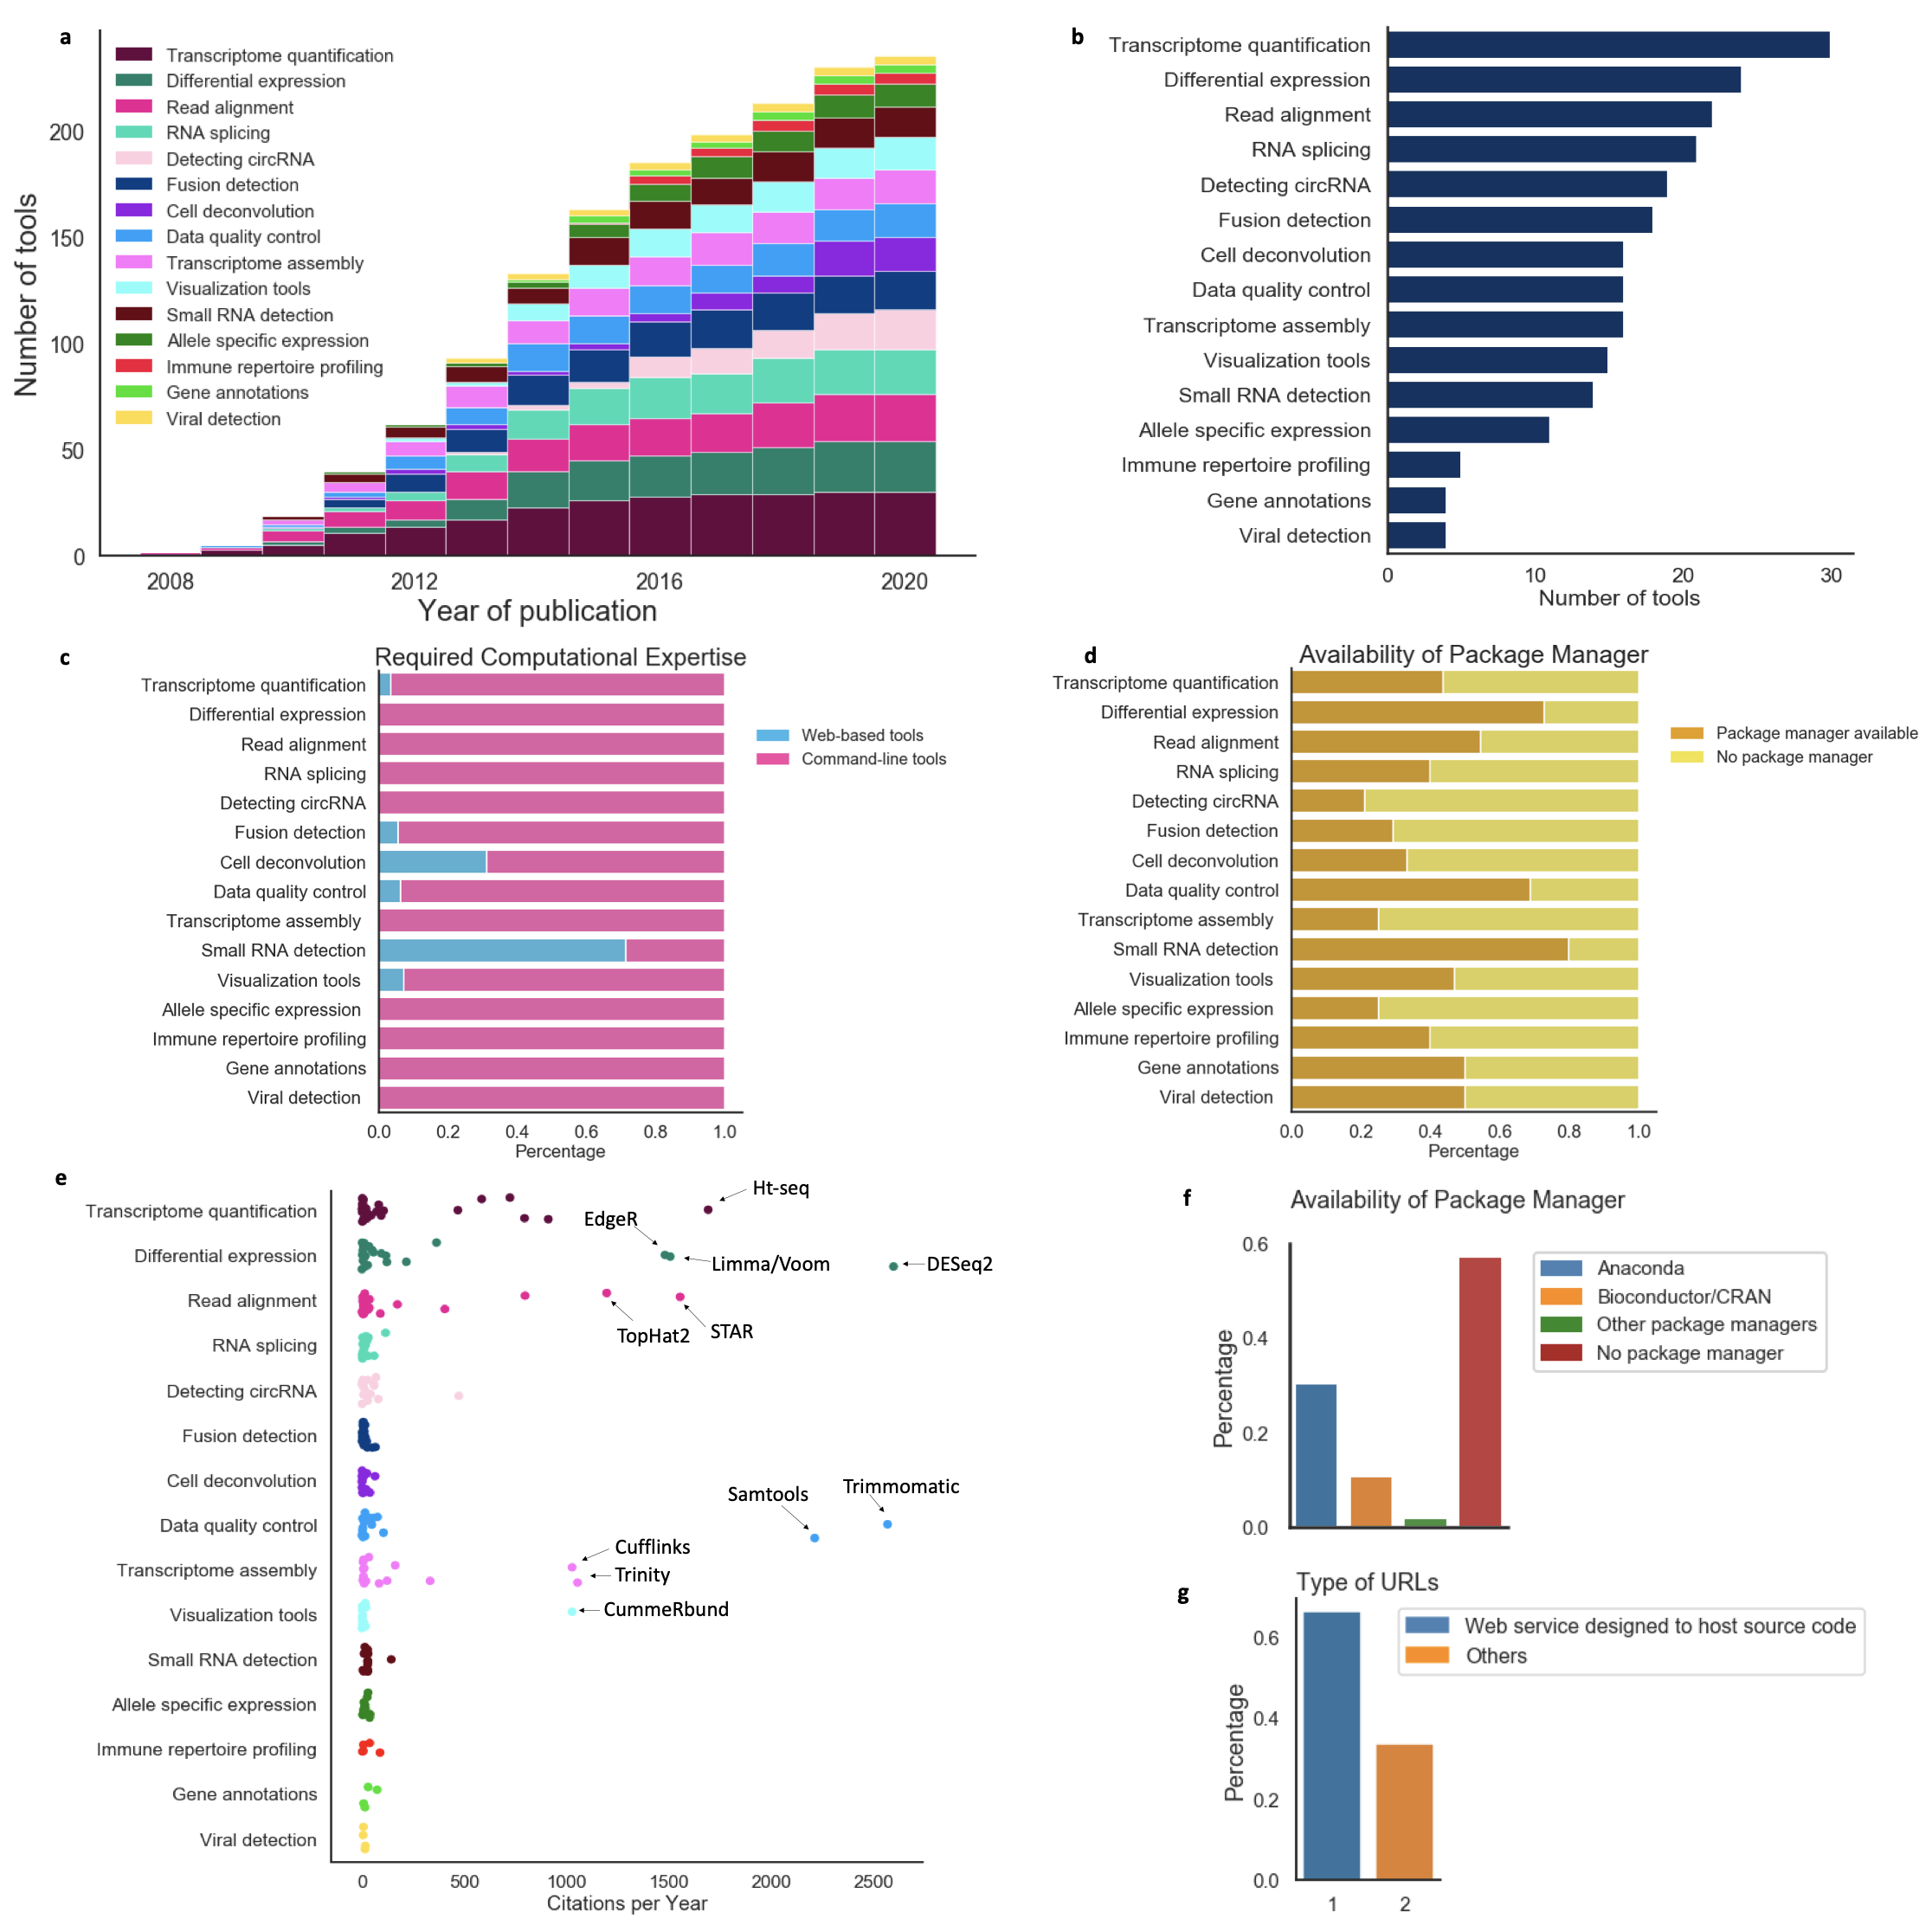 a
Transcriptome quantification
Differential expression
Read alignment
RNA splicing
Detecting circRNA
Fusion detection
Cell deconvolution
Data quality control
Transcriptome assembly
Visualization tools
Small RNA detection
Allele specific expression
Immune repertoire profiling
Gene annotations
Viral detection
Number of tools
200
150
100
50
0
2008 2012 2016 2020
Year of publication
b
Transcriptome quantification
Differential expression
Read alignment
RNA splicing
Detecting circRNA
Fusion detection
Cell deconvolution
Data quality control
Transcriptome assembly
Visualization tools
Small RNA detection
Allele specific expression
Immune repertoire profiling
Gene annotations
Viral detection
0 10 20 30
Number of tools
c
Required Computational Expertise
Transcriptome quantification
Differential expression
Read alignment
RNA splicing
Detecting circRNA
Fusion detection
Cell deconvolution
Data quality control
Transcriptome assembly
Small RNA detection
Visualization tools
Allele specific expression
Immune repertoire profiling
Gene annotations
Viral detection
Web-based tools
Command-line tools
0.0 0.2 0.4 0.6 0.8 1.0
Percentage
d
Availability of Package Manager
Transcriptome quantification
Differential expression
Read alignment
RNA splicing
Detecting circRNA
Fusion detection
Cell deconvolution
Data quality control
Transcriptome assembly
Small RNA detection
Visualization tools
Allele specific expression
Immune repertoire profiling
Gene annotations
Viral detection
Package manager available
No package manager
0.0 0.2 0.4 0.6 0.8 1.0
Percentage
e
Transcriptome quantification
Differential expression
Read alignment
RNA splicing
Detecting circRNA
Fusion detection
Cell deconvolution
Data quality control
Transcriptome assembly
Visualization tools
Small RNA detection
Allele specific expression
Immune repertoire profiling
Gene annotations
Viral detection
Ht-seq
EdgeR
Limma/Voom
DESeq2
TopHat2
STAR
Samtools
Trimmomatic
Cufflinks
Trinity
CummeRbund
0 500 1000 1500 2000 2500
Citations per Year
f
Availability of Package Manager
Percentage
0.6
0.4
0.2
0.0
Anaconda
Bioconductor/CRAN
Other package managers
No package manager
g
Type of URLs
Percentage
0.6
0.4
0.2
0.0
Web service designed to host source code
Others
1 2